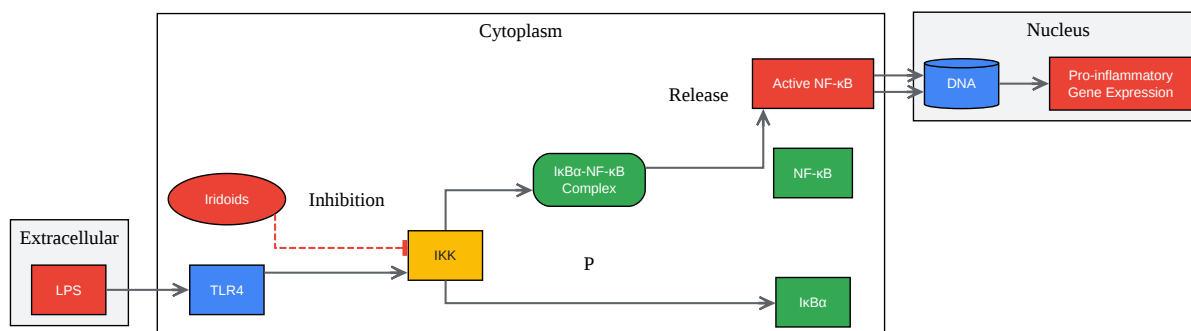 Cytoplasm
Nucleus
Active NF-κB
DNA
Pro-inflammatory
Gene Expression
Release
IκBα-NF-κB
Complex
NF-κB
Iridoids
Inhibition
Extracellular
IKK
P
LPS
TLR4
IκBα